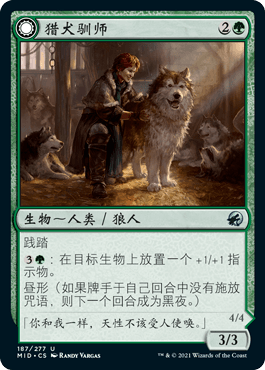 猎犬驯师 2
生物～人类 / 狼人
践踏
3：在目标生物上放置一个 +1/+1 指
示物。
昼形（如果牌手于自己回合中没有施放
咒语，则下一个回合成为黑夜。）
4/4
「你和我一样，天性不该受人使唤。」
3/3
187/277 U
MID • CS RANDY VARGAS
™ & © 2021 Wizards of the Coast